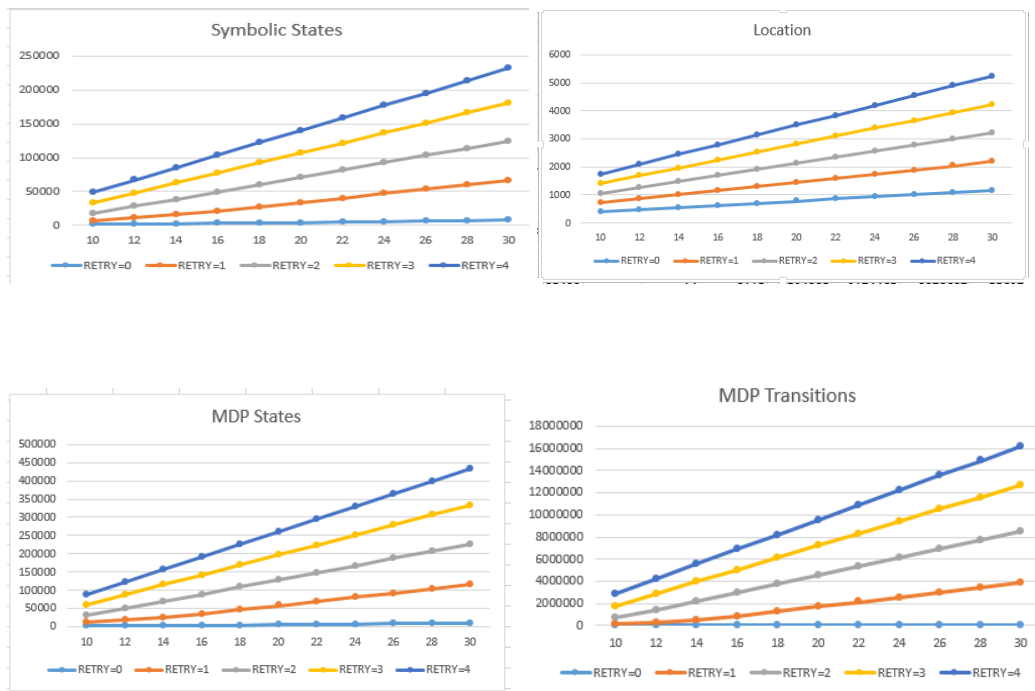 Symbolic States
250000
200000
150000
100000
50000
0
10 12 14 16 18 20 22 24 26 28 30
RETRY=0 RETRY=1 RETRY=2 RETRY=3 RETRY=4
Location
6000
5000
4000
3000
2000
1000
0
10 12 14 16 18 20 22 24 26 28 30
RETRY=0 RETRY=1 RETRY=2 RETRY=3 RETRY=4
MDP States
500000
450000
400000
350000
300000
250000
200000
150000
100000
50000
0
10 12 14 16 18 20 22 24 26 28 30
RETRY=0 RETRY=1 RETRY=2 RETRY=3 RETRY=4
MDP Transitions
18000000
16000000
14000000
12000000
10000000
8000000
6000000
4000000
2000000
0
10 12 14 16 18 20 22 24 26 28 30
RETRY=0 RETRY=1 RETRY=2 RETRY=3 RETRY=4